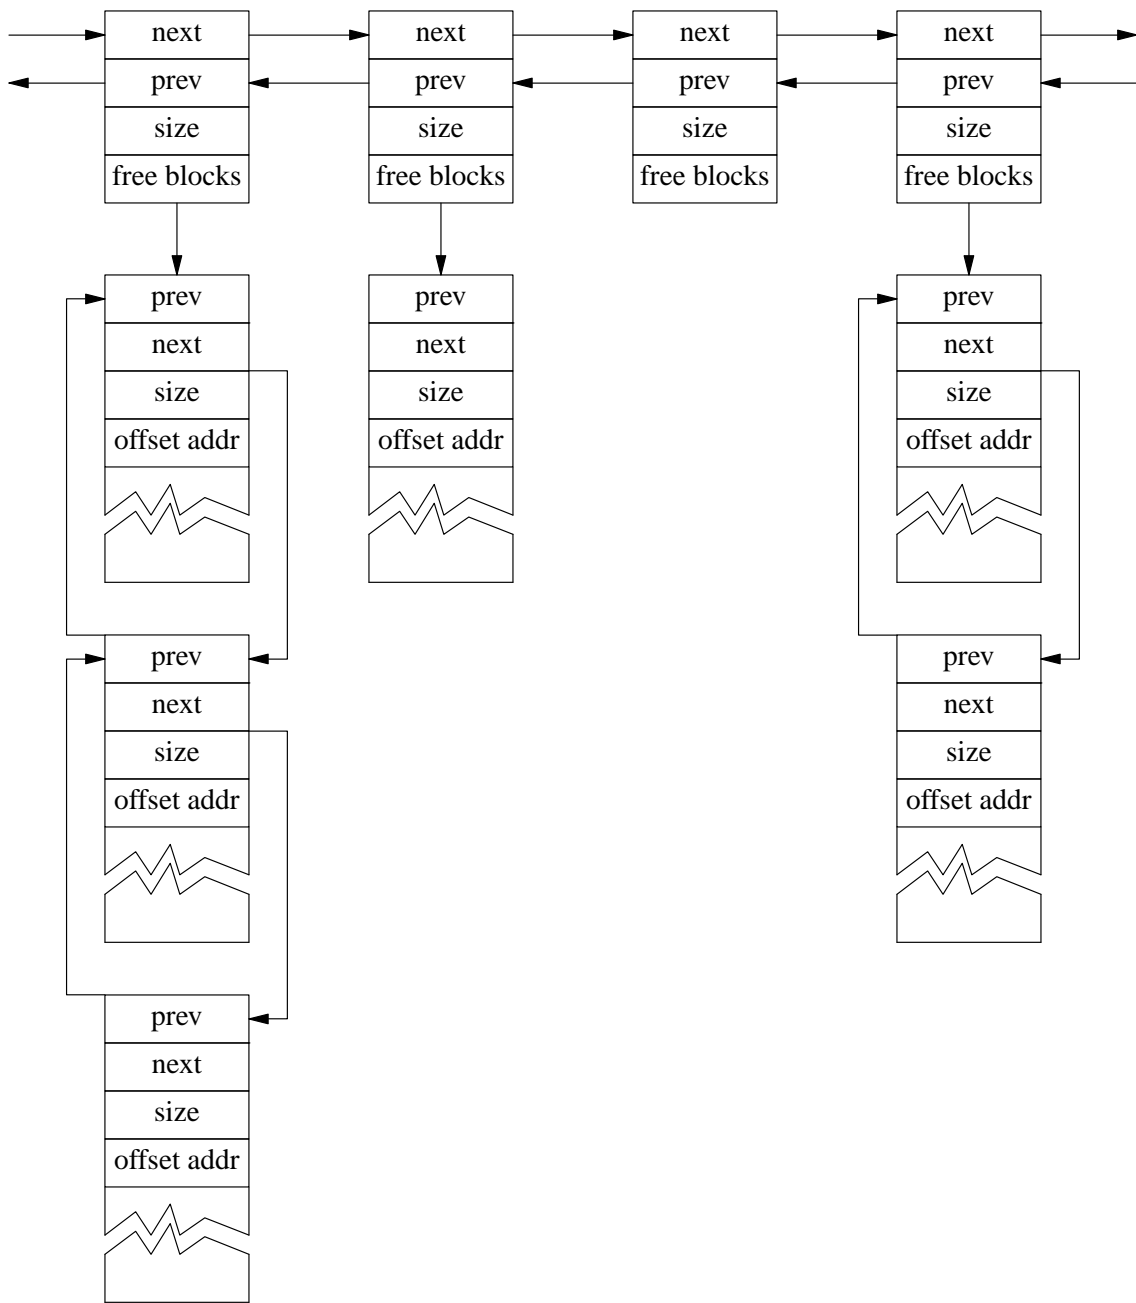 next next next next
prev prev prev prev
size size size size
free blocks free blocks free blocks free blocks
prev prev prev
next next next
size size size
offset addr offset addr offset addr
prev prev
next next
size size
offset addr offset addr
prev
next
size
offset addr